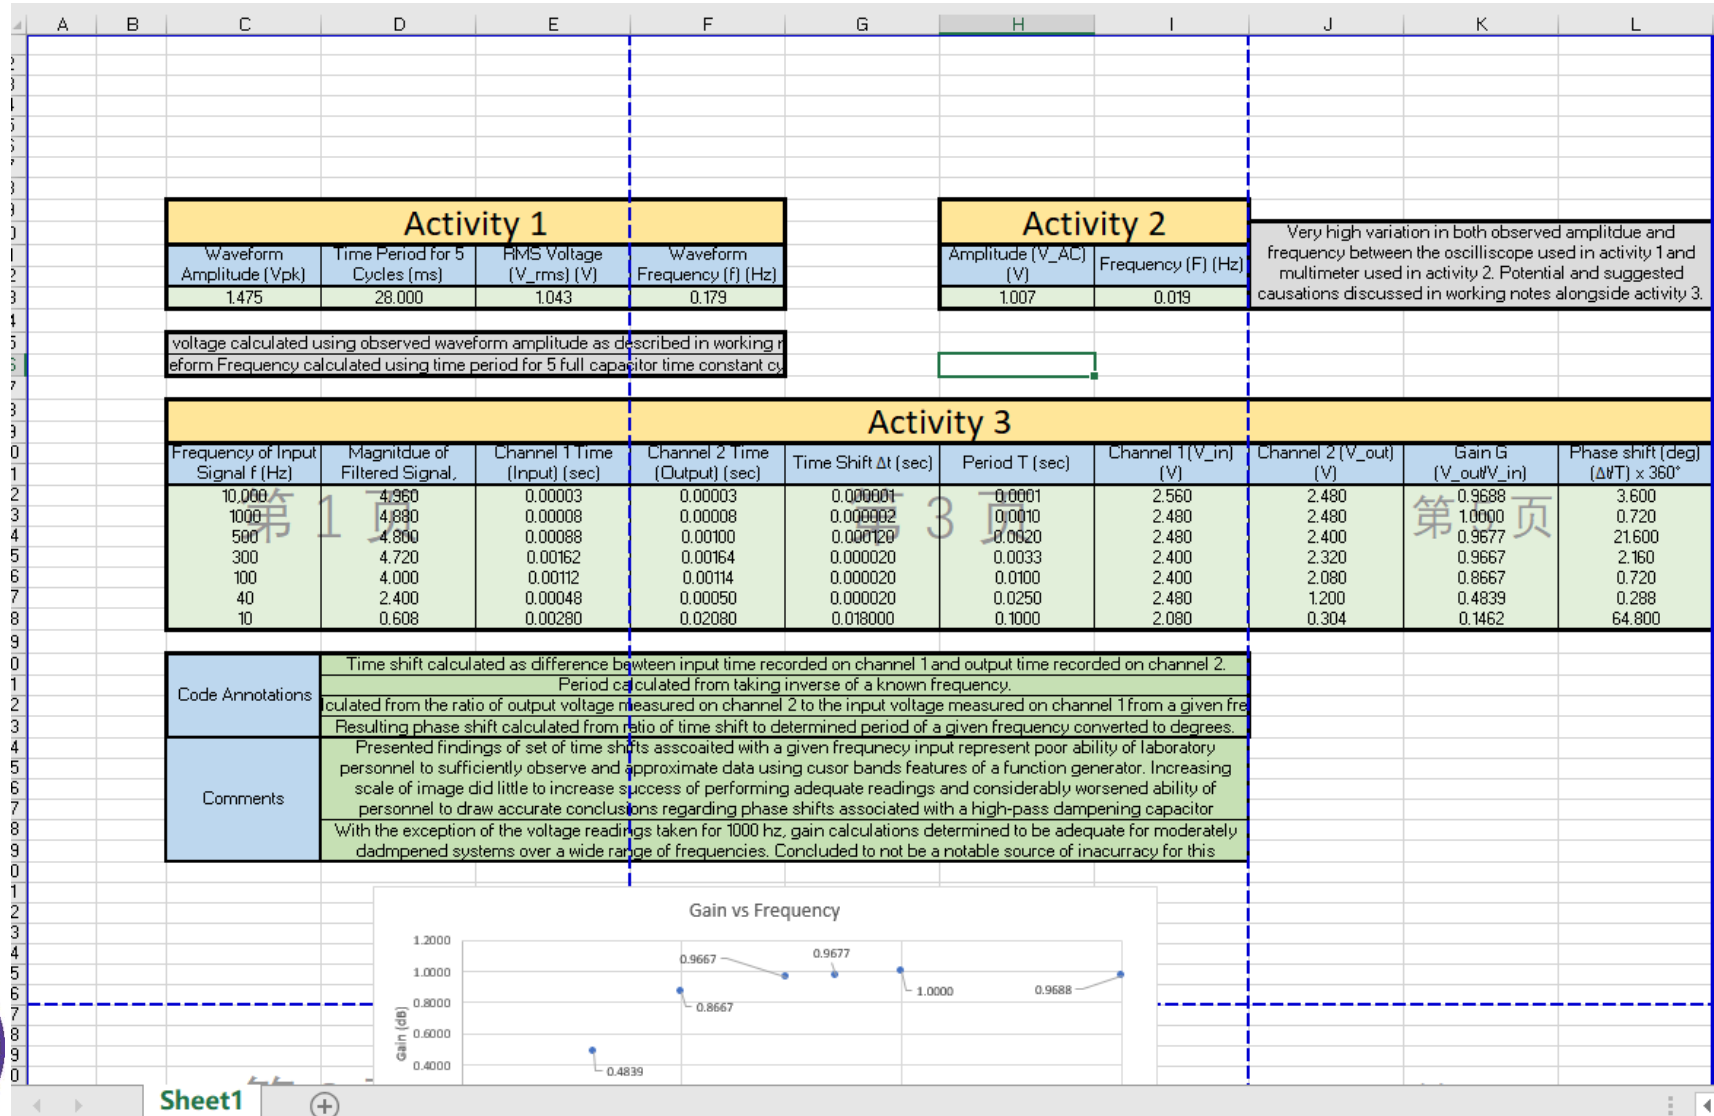 A B C D E F G H I J K L
Activity 1
Waveform Amplitude (Vpk) Time Period for 5 Cycles (ms) RMS Voltage (V_rms) (V) Waveform Frequency (f) (Hz)
1.475 28.000 1.043 0.179
Activity 2
Amplitude (V_AC) (V) Frequency (F) (Hz)
1.007 0.019
Very high variation in both observed amplitdue and
frequency between the oscilliscope used in activity 1 and
multimeter used in activity 2. Potential and suggested
causations discussed in working notes alongside activity 3.
voltage calculated using observed waveform amplitude as described in working
eform Frequency calculated using time period for 5 full capacitor time constant cy
Activity 3
Frequency of Input Signal f (Hz) Magnitdue of Filtered Signal, Channel 1 Time (Input) (sec) Channel 2 Time (Output) (sec) Time Shift Δt (sec) Period T (sec) Channel 1 (V_in) (V) Channel 2 (V_out) (V) Gain G (V_out/V_in) Phase shift (deg) (Δt/T) x 360°
10,000 4.960 0.00003 0.00003 0.000001 0.0001 2.560 2.480 0.9688 3.600
1000 4.880 0.00008 0.00008 0.000002 0.0010 2.480 2.480 1.0000 0.720
500 4.800 0.00088 0.00100 0.000120 0.0020 2.480 2.400 0.9677 21.600
300 4.720 0.00162 0.00164 0.000020 0.0033 2.400 2.320 0.9667 2.160
100 4.000 0.00112 0.00114 0.000020 0.0100 2.400 2.080 0.8667 0.720
40 2.400 0.00048 0.00050 0.000020 0.0250 2.480 1.200 0.4839 0.288
10 0.608 0.00280 0.02080 0.018000 0.1000 2.080 0.304 0.1462 64.800
第 1 页
第 3 页
第 5 页
Code Annotations
Time shift calculated as difference bewteen input time recorded on channel 1 and output time recorded on channel 2.
Period calculated from taking inverse of a known frequency.
lculated from the ratio of output voltage measured on channel 2 to the input voltage measured on channel 1 from a given fre
Resulting phase shift calculated from ratio of time shift to determined period of a given frequency converted to degrees.
Comments
Presented findings of set of time shifts asscoaited with a given frequnecy input represent poor ability of laboratory
personnel to sufficiently observe and approximate data using cusor bands features of a function generator. Increasing
scale of image did little to increase success of performing adequate readings and considerably worsened ability of
personnel to draw accurate conclusions regarding phase shifts associated with a high-pass dampening capacitor
With the exception of the voltage readings taken for 1000 hz, gain calculations determined to be adequate for moderately
dadmpened systems over a wide range of frequencies. Concluded to not be a notable source of inacurracy for this
Gain vs Frequency
Gain (dB)
1.2000
1.0000
0.8000
0.6000
0.4000
0.9667
0.9677
0.8667
1.0000
0.9688
0.4839
Sheet1